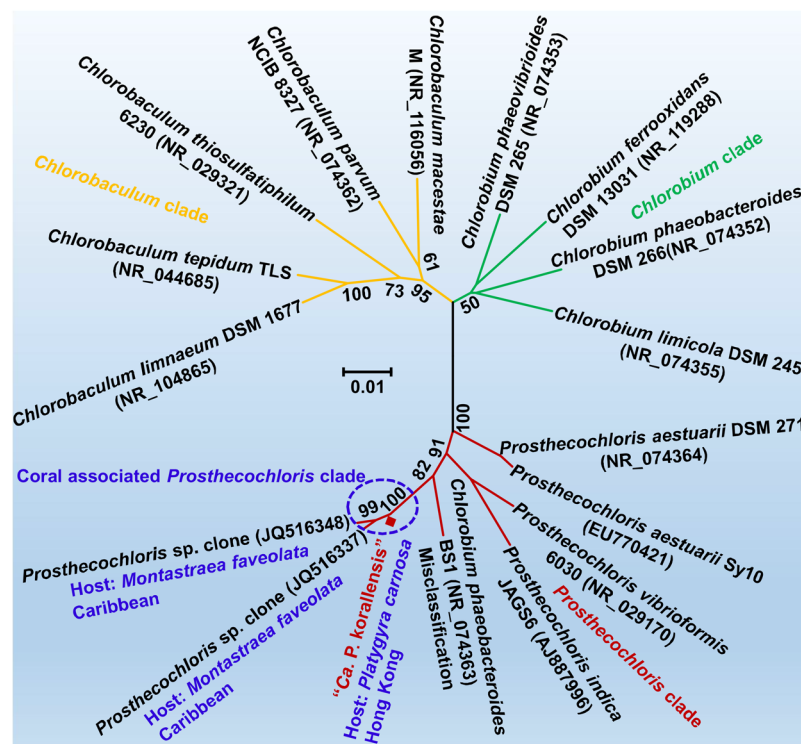 Chlorobaculum thiosulfatiphilum
6230 (NR_029321)
Chlorobaculum parvum
NCIB 8327 (NR_074362)
Chlorobaculum macestae
M (NR_116056)
Chlorobium phaeovibrioides
DSM 265 (NR_074353)
Chlorobium ferrooxidans
DSM 13031 (NR_119288)
Chlorobium clade
Chlorobium phaeobacteroides
DSM 266(NR_074352)
Chlorobium limicola DSM 245
(NR_074355)
Chlorobaculum clade
Chlorobaculum tepidum TLS
(NR_044685)
Chlorobaculum limnaeum DSM 1677
(NR_104865)
100
73
95
61
50
0.01
100
91
82
100
99
Prosthecochloris aestuarii DSM 271
(NR_074364)
Prosthecochloris aestuarii Sy10
(EU770421)
Prosthecochloris vibrioformis
6030 (NR_029170)
Prosthecochloris clade
Prosthecochloris indica
JAGS6 (AJ887996)
Chlorobium phaeobacteroides
BS1 (NR_074363)
Misclassification
Coral associated Prosthecochloris clade
Prosthecochloris sp. clone (JQ516348)
Host: Montastraea faveolata
Caribbean
Prosthecochloris sp. clone (JQ516337)
Host: Montastraea faveolata
Caribbean
“Ca. P. korallensis”
Host: Platygyra carnosa
Hong Kong